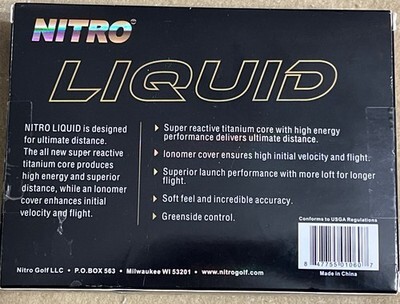 NITRO
LIQUID
NITRO LIQUID is designed
for ultimate distance.
The all new super reactive
titanium core produces
high energy and superior
distance, while an Ionomer
cover enhances initial
velocity and flight.
• Super reactive titanium core with high energy
performance delivers ultimate distance.
• Ionomer cover ensures high initial velocity and flight.
• Superior launch performance with more loft for longer
flight.
• Soft feel and incredible accuracy.
• Greenside control.
Conforms to USGA Regulations
8 47755 01060 7
Made in China
Nitro Golf LLC • P.O.BOX 563 • Milwaukee WI 53201 • www.nitrogolf.com